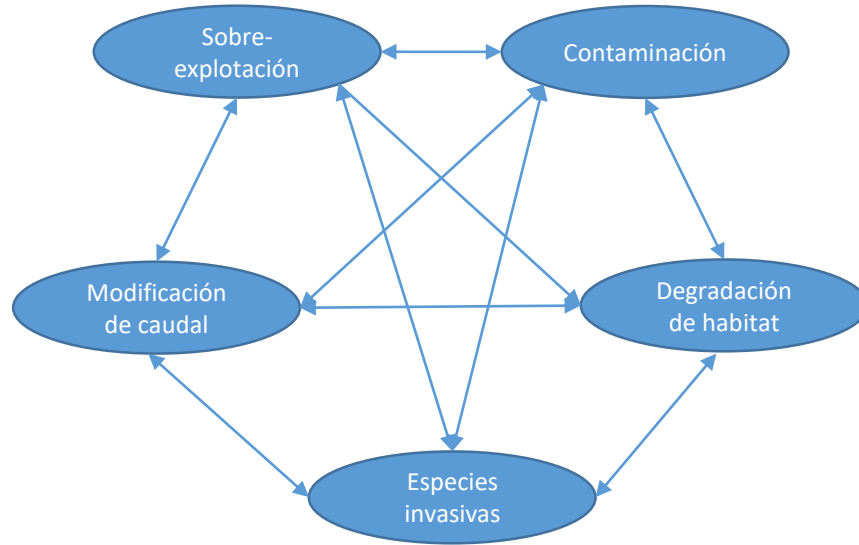 Sobre-
explotación
Contaminación
Modificación
de caudal
Degradación
de habitat
Especies
invasivas